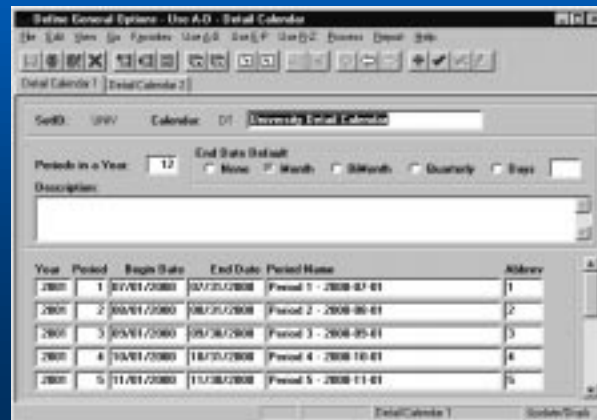 Define General Options - Use A-D - Detail Calendar
File Edit View Go Favorites Use A-D Use E-P Use R-Z Process Report Help
Detail Calendar 1 Detail Calendar 2
SetID: UNIV Calendar: DT University Detail Calendar
Periods in a Year: 12 End Date Default
None Month BiMonth Quarterly Days
Description:
Year Period Begin Date End Date Period Name Abbrev
2001 1 07/01/2000 07/31/2000 Period 1 - 2000-07-01 1
2001 2 08/01/2000 08/31/2000 Period 2 - 2000-08-01 2
2001 3 09/01/2000 09/30/2000 Period 3 - 2000-09-01 3
2001 4 10/01/2000 10/31/2000 Period 4 - 2000-10-01 4
2001 5 11/01/2000 11/30/2000 Period 5 - 2000-11-01 5
Detail Calendar 1 Update/Display